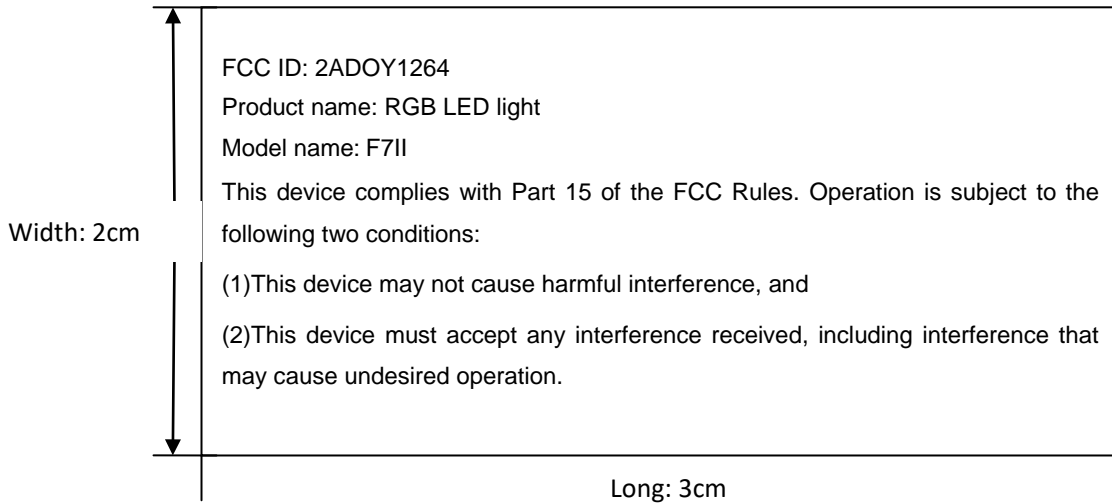 FCC ID: 2ADOY1264
Product name: RGB LED light
Model name: F7II
This device complies with Part 15 of the FCC Rules. Operation is subject to the
Width: 2cm
following two conditions:
(1)This device may not cause harmful interference, and
(2)This device must accept any interference received, including interference that
may cause undesired operation.
Long: 3cm